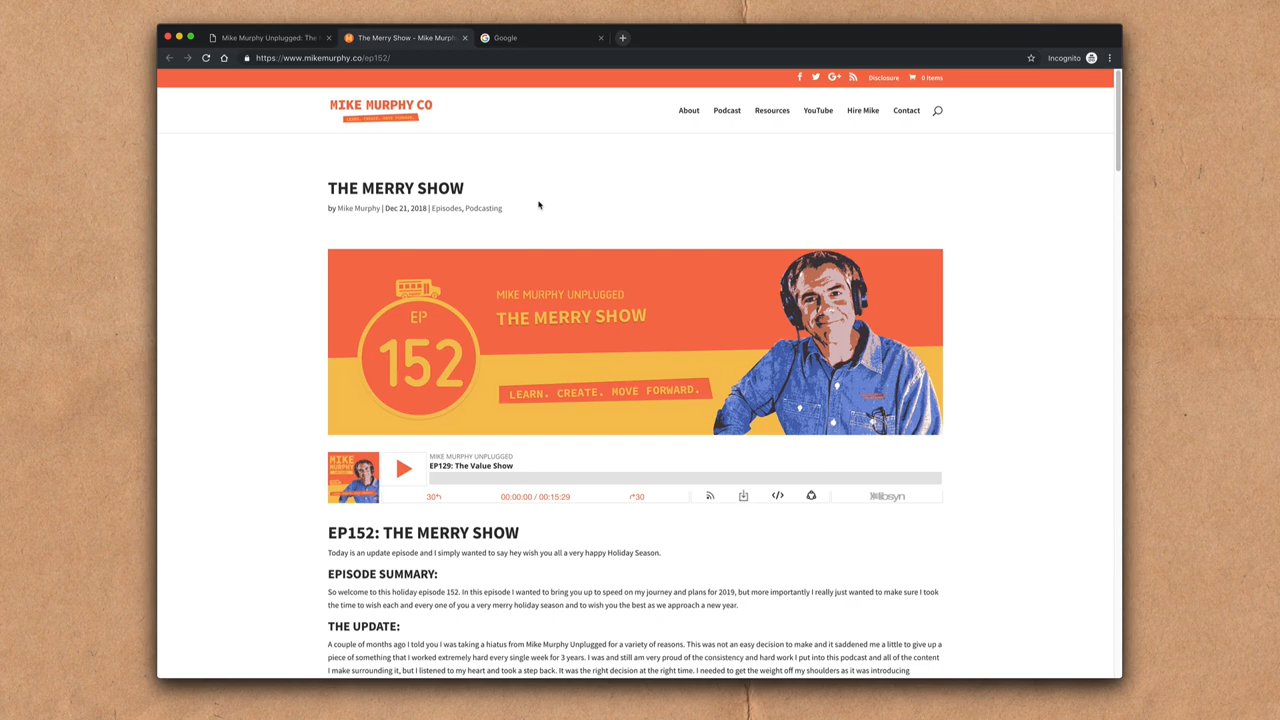 Mike Murphy Unplugged: The
The Merry Show - Mike Murphy
Google
https://www.mikemurphy.co/ep152/
Incognito
Disclosure
0 Items
MIKE MURPHY CO
LEARN. CREATE. MOVE FORWARD.
About
Podcast
Resources
YouTube
Hire Mike
Contact
THE MERRY SHOW
by Mike Murphy | Dec 21, 2018 | Episodes, Podcasting
EP
152
MIKE MURPHY UNPLUGGED
THE MERRY SHOW
LEARN. CREATE. MOVE FORWARD.
MIKE MURPHY
MIKE MURPHY UNPLUGGED
EP129: The Value Show
30
00:00:00 / 00:15:29
30
libsyn
EP152: THE MERRY SHOW
Today is an update episode and I simply wanted to say hey wish you all a very happy Holiday Season.
EPISODE SUMMARY:
So welcome to this holiday episode 152. In this episode I wanted to bring you up to speed on my journey and plans for 2019, but more importantly I really just wanted to make sure I took
the time to wish each and every one of you a very merry holiday season and to wish you the best as we approach a new year.
THE UPDATE:
A couple of months ago I told you I was taking a hiatus from Mike Murphy Unplugged for a variety of reasons. This was not an easy decision to make and it saddened me a little to give up a
piece of something that I worked extremely hard every single week for 3 years. I was and still am very proud of the consistency and hard work I put into this podcast and all of the content
I make surrounding it, but I listened to my heart and took a step back. It was the right decision at the right time. I needed to get the weight off my shoulders as it was introducing